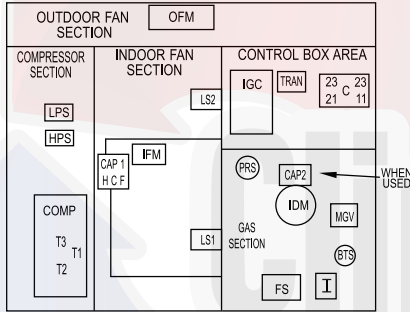 OUTDOOR FAN
SECTION
OFM
COMPRESSOR
SECTION
LPS
HPS
COMP
T3
T1
T2
INDOOR FAN
SECTION
LS2
IFM
CAP 1
H C F
LS1
CONTROL BOX AREA
IGC
TRAN
23 C 23
21 11
PRS
CAP2
WHEN
USED
IDM
GAS
SECTION
MGV
BTS
FS
I